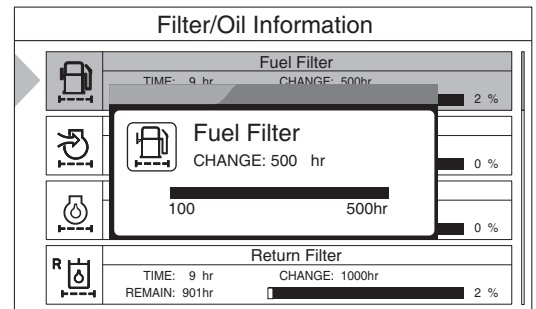 Filter/Oil Information
Fuel Filter
TIME: 9 hr CHANGE: 500hr
2 %
Fuel Filter
CHANGE: 500 hr
0 %
100 500hr
0 %
Return Filter
R
TIME: 9 hr CHANGE: 1000hr
REMAIN: 901hr 2 %